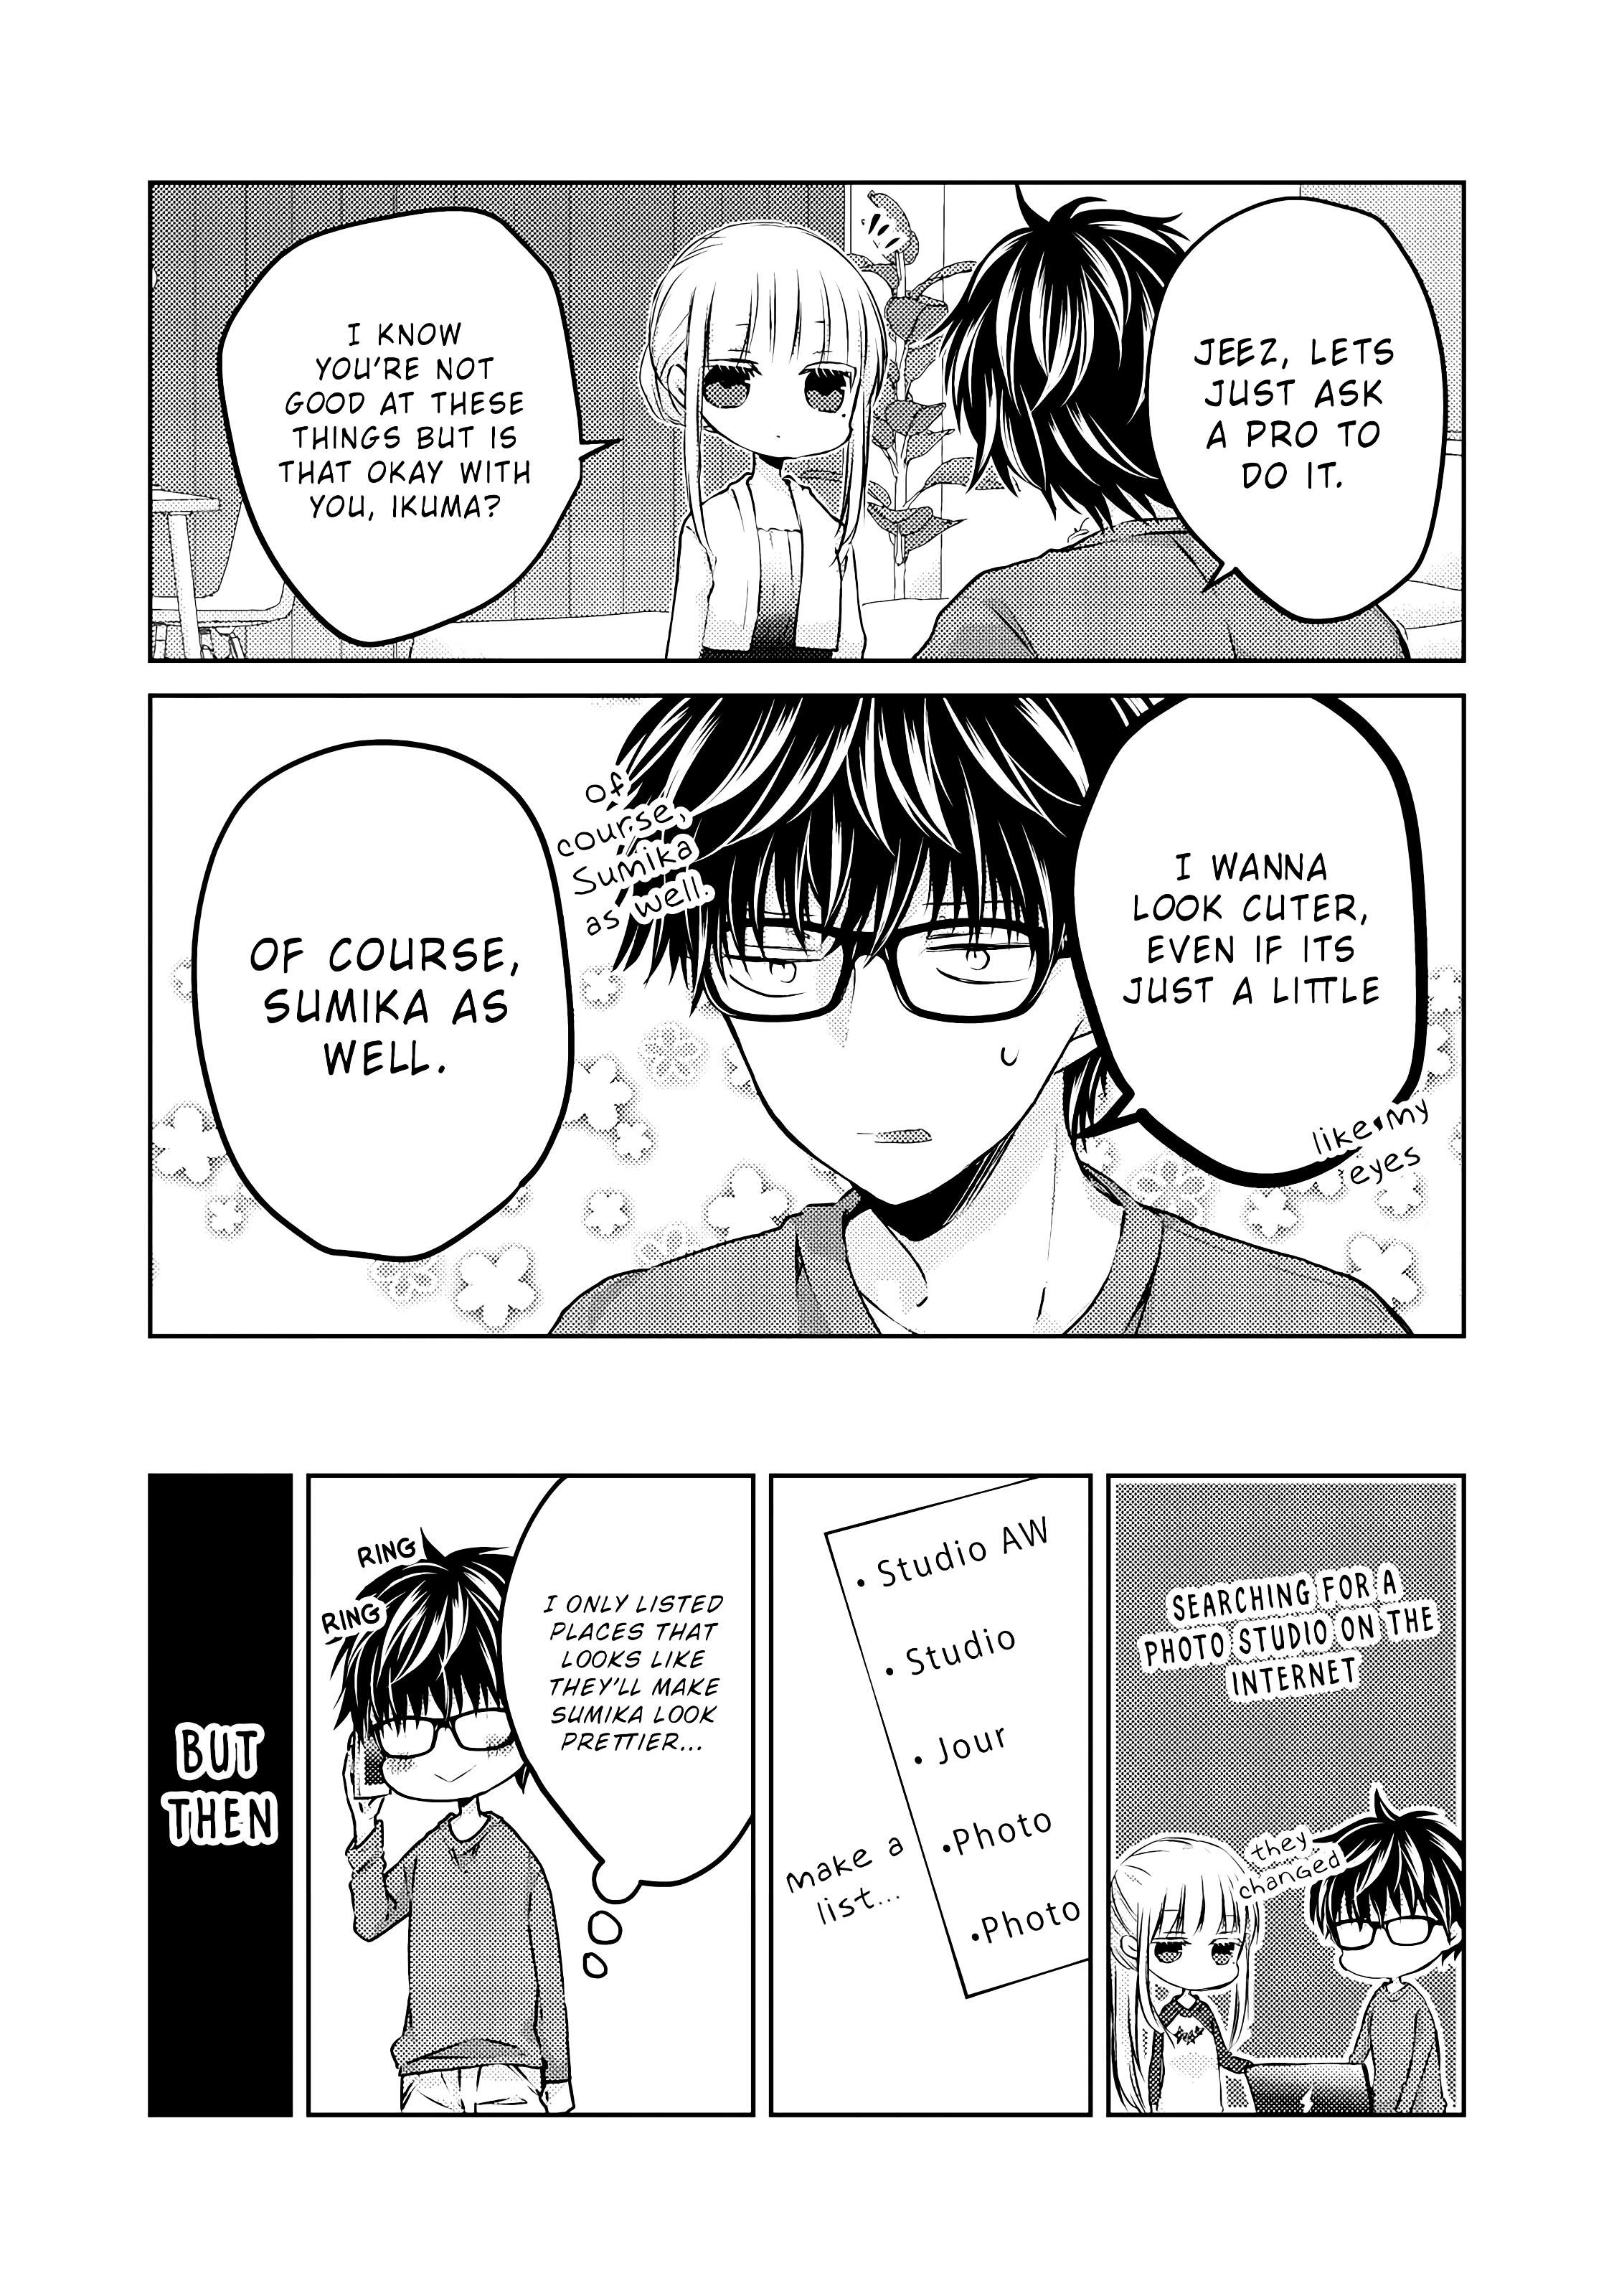 JEEZ, LETS
JUST ASK
A PRO TO
DO IT.
I KNOW
YOU'RE NOT
GOOD AT THESE
THINGS BUT IS
THAT OKAY WITH
YOU, IKUMA?
I WANNA
LOOK CUTER,
EVEN IF ITS
JUST A LITTLE
like my
eyes
of
course,
Sumika
as well.
OF COURSE,
SUMIKA AS
WELL.
SEARCHING FOR A
PHOTO STUDIO ON THE
INTERNET
they
changed
• Studio AW
• Studio
• Jour
•Photo
•Photo
make a
list...
I ONLY LISTED
PLACES THAT
LOOKS LIKE
THEY'LL MAKE
SUMIKA LOOK
PRETTIER...
RING
RING
BUT
THEN